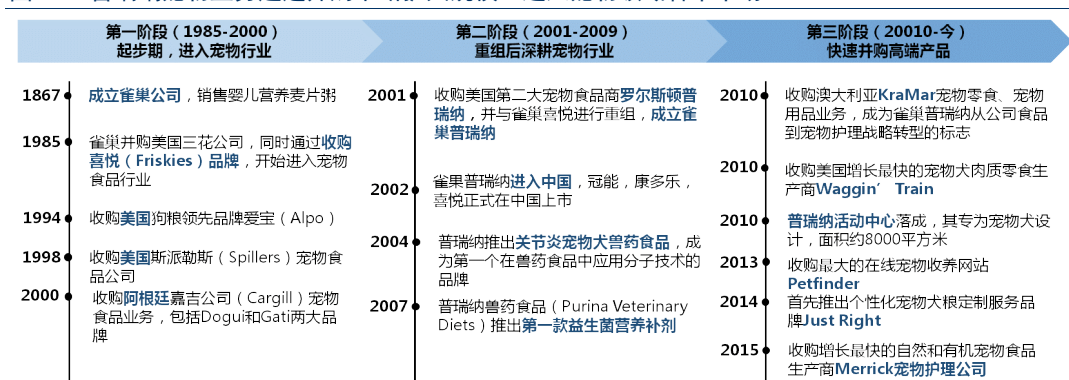 第一阶段（1985-2000）
起步期，进入宠物行业
1867
成立雀巢公司，销售婴儿营养麦片粥
1985
雀巢并购美国三花公司，同时通过收购
喜悦（Friskies）品牌，开始进入宠物
食品行业
1994
收购美国狗粮领先品牌爱宝（Alpo）
1998
收购美国斯派勒斯（Spillers）宠物食
品公司
2000
收购阿根廷嘉吉公司（Cargill）宠物
食品业务，包括Dogui和Gati两大品
牌
第二阶段（2001-2009）
重组后深耕宠物行业
2001
收购美国第二大宠物食品商罗尔斯顿普
瑞纳，并与雀巢喜悦进行重组，成立雀
巢普瑞纳
2002
雀果普瑞纳进入中国，冠能，康多乐，
喜悦正式在中国上市
2004
普瑞纳推出关节炎宠物犬兽药食品，成
为第一个在兽药食品中应用分子技术的
品牌
2007
普瑞纳兽药食品（Purina Veterinary
Diets）推出第一款益生菌营养补剂
第三阶段（20010-今）
快速并购高端产品
2010
收购澳大利亚KraMar宠物零食、宠物
用品业务，成为雀巢普瑞纳从公司食品
到宠物护理战略转型的标志
2010
收购美国增长最快的宠物犬肉质零食生
产商Waggin’ Train
2010
普瑞纳活动中心落成，其专为宠物犬设
计，面积约8000平方米
2013
收购最大的在线宠物收养网站
Petfinder
2014
首先推出个性化宠物犬粮定制服务品
牌Just Right
2015
收购增长最快的自然和有机宠物食品
生产商Merrick宠物护理公司